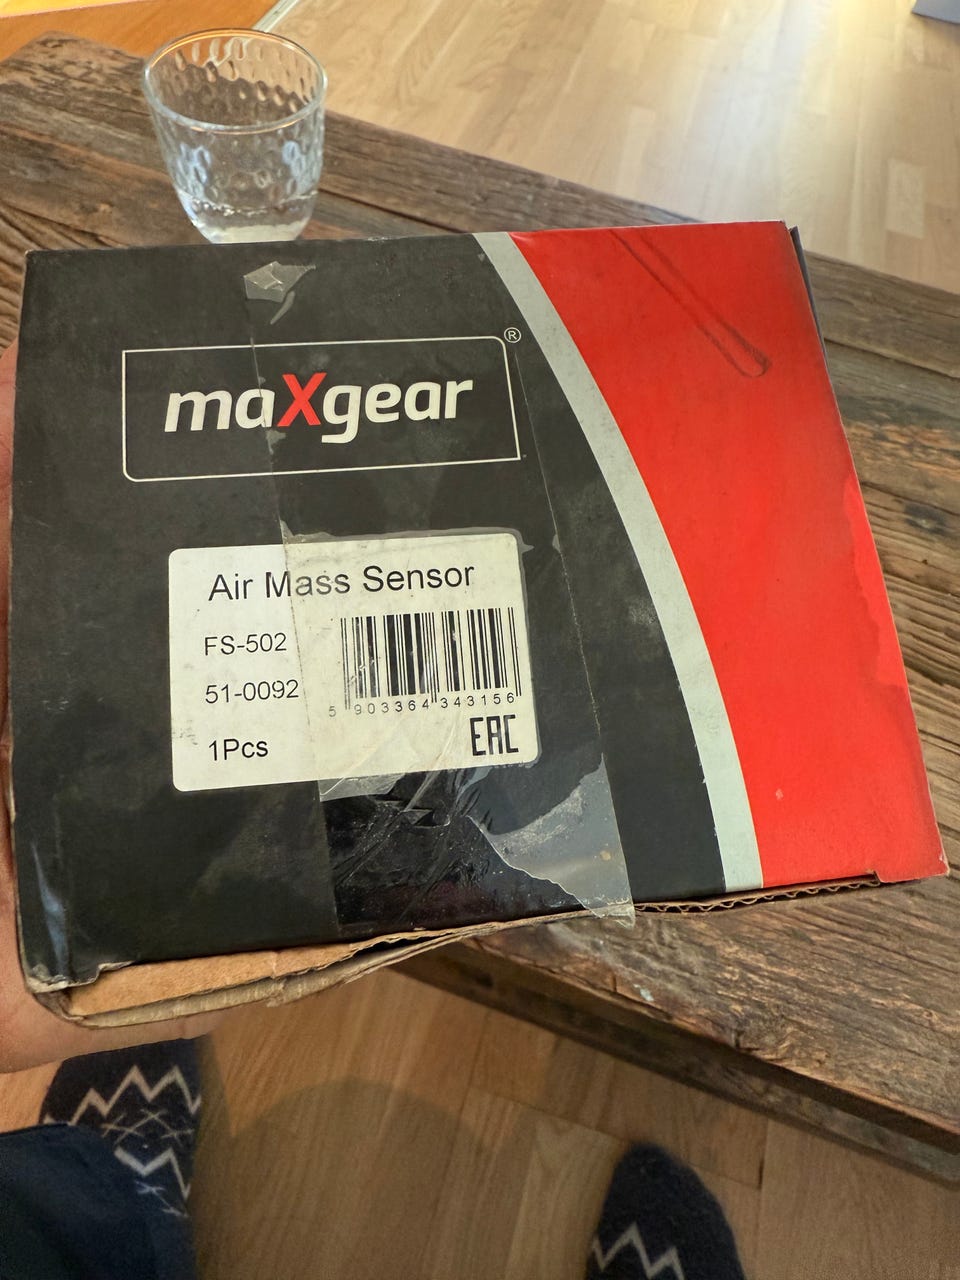 maXgear®
Air Mass Sensor
FS-502
51-0092
5 903364 343156
1Pcs
EAC